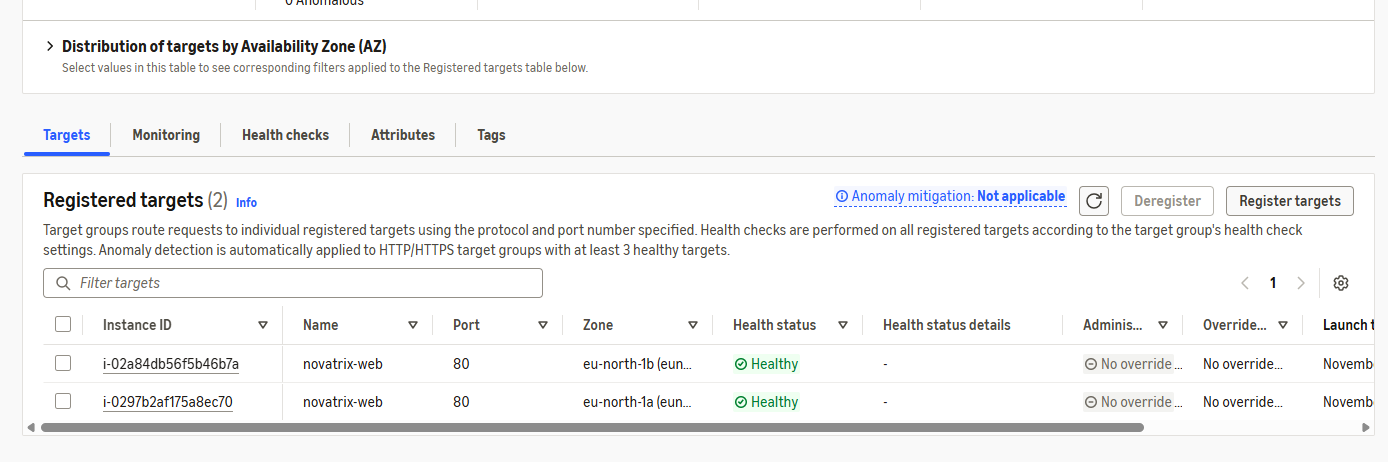 0 Anomalous
Distribution of targets by Availability Zone (AZ)
Select values in this table to see corresponding filters applied to the Registered targets table below.
Targets Monitoring Health checks Attributes Tags
Registered targets (2) Info Anomaly mitigation: Not applicable Deregister Register targets
Target groups route requests to individual registered targets using the protocol and port number specified. Health checks are performed on all registered targets according to the target group's health check
settings. Anomaly detection is automatically applied to HTTP/HTTPS target groups with at least 3 healthy targets.
Filter targets 1
Instance ID Name Port Zone Health status Health status details Adminis... Override... Launch t
i-02a84db56f5b46b7a novatrix-web 80 eu-north-1b (eun... Healthy - No override ... No override... Novemb
i-0297b2af175a8ec70 novatrix-web 80 eu-north-1a (eun... Healthy - No override ... No override... Novemb